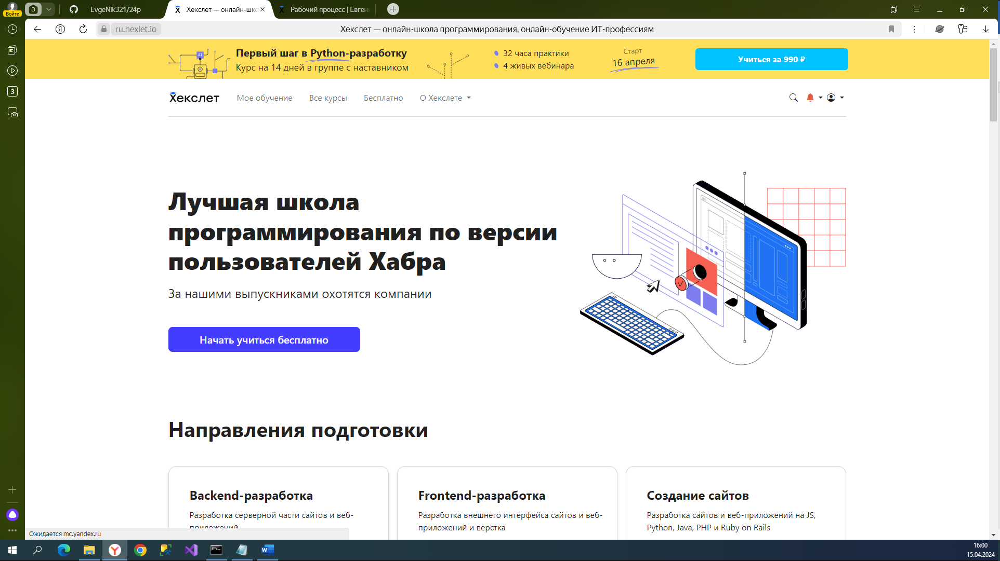 Войти
3
EvgeNik321/24p
Хекслет — онлайн-шк
Рабочий процесс | Евген
Я
ru.hexlet.io
Хекслет — онлайн-школа программирования, онлайн-обучение ИТ-профессиям
3
AI
Первый шаг в Python-разработку
Курс на 14 дней в группе с наставником
32 часа практики
4 живых вебинара
Старт
16 апреля
Учиться за 990 ₽
Хекслет
Мое обучение
Все курсы
Бесплатно
О Хекслете
Лучшая школа
программирования по версии
пользователей Хабра
За нашими выпускниками охотятся компании
Начать учиться бесплатно
Направления подготовки
Backend-разработка
Разработка серверной части сайтов и веб-
приложений
Frontend-разработка
Разработка внешнего интерфейса сайтов и веб-
приложений и верстка
Создание сайтов
Разработка сайтов и веб-приложений на JS,
Python, Java, PHP и Ruby on Rails
Ожидается mc.yandex.ru
16:00
15.04.2024